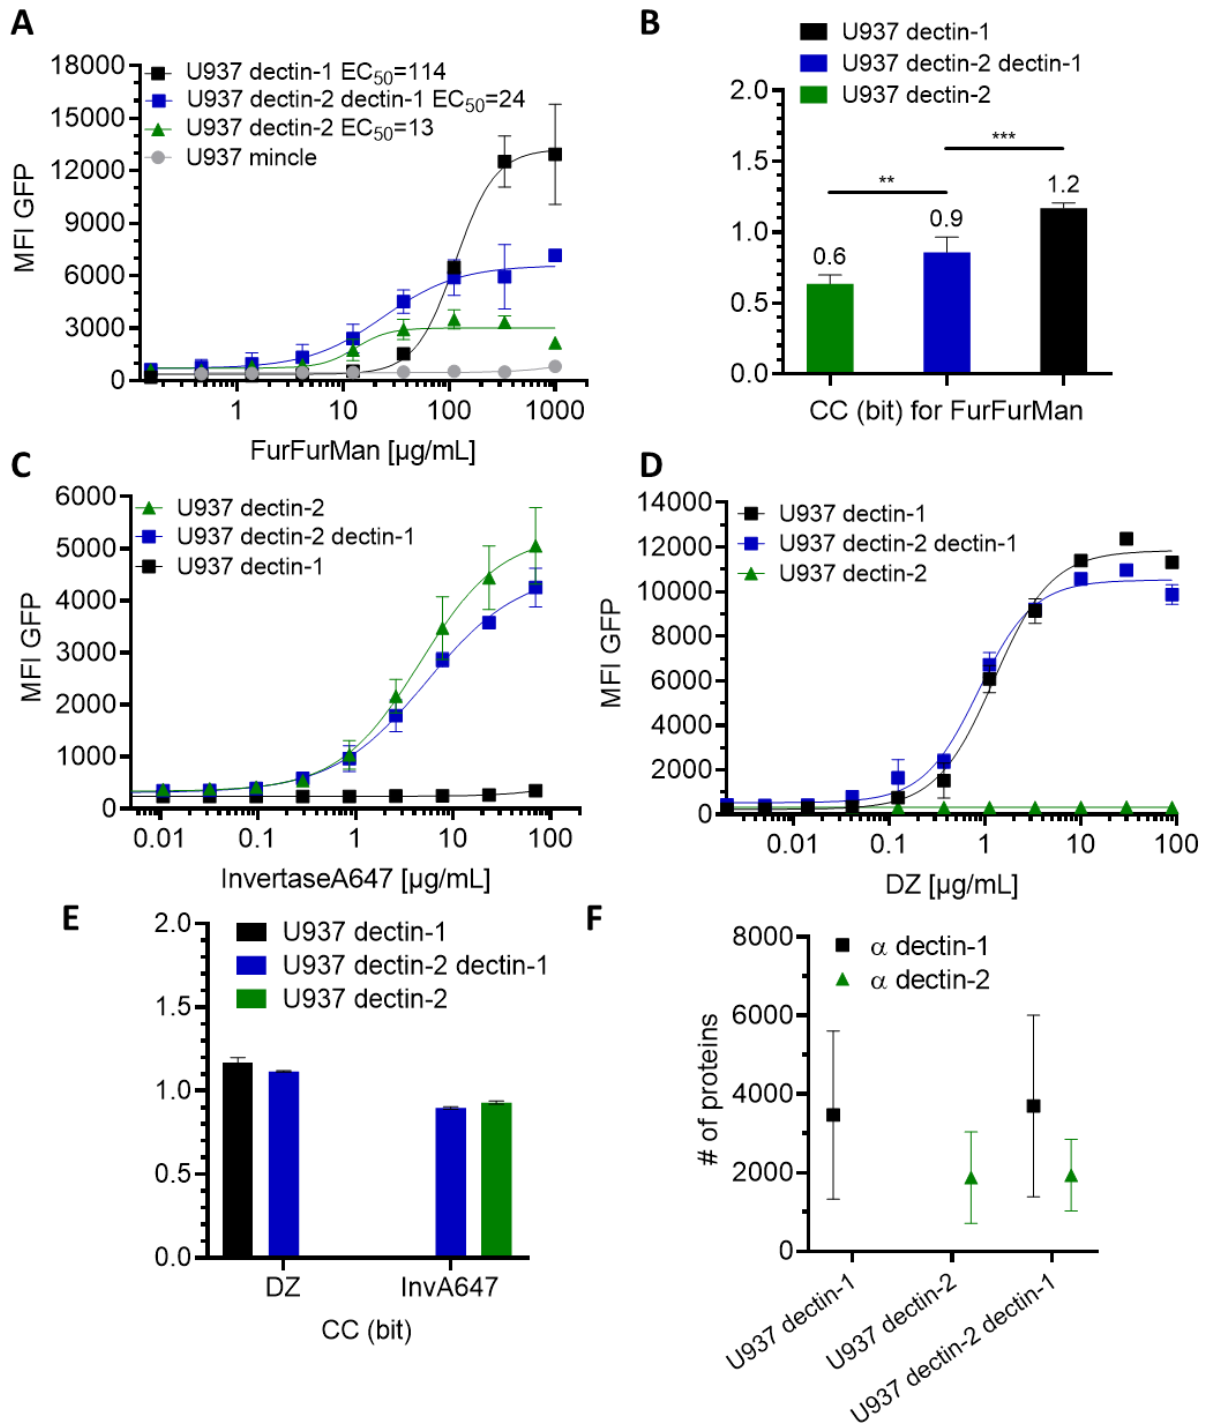 A
18000
15000
12000
9000
6000
3000
0
MFI GFP
U937 dectin-1 EC50=114
U937 dectin-2 dectin-1 EC50=24
U937 dectin-2 EC50=13
U937 mincle
1
10
100
1000
FurFurMan [µg/mL]
B
U937 dectin-1
U937 dectin-2 dectin-1
U937 dectin-2
2.0
1.5
1.0
0.5
0.0
**
***
0.6
0.9
1.2
CC (bit) for FurFurMan
C
6000
5000
4000
3000
2000
1000
0
MFI GFP
U937 dectin-2
U937 dectin-2 dectin-1
U937 dectin-1
0.01
0.1
1
10
100
InvertaseA647 [µg/mL]
D
14000
12000
10000
8000
6000
4000
2000
0
MFI GFP
U937 dectin-1
U937 dectin-2 dectin-1
U937 dectin-2
0.01
0.1
1
10
100
DZ [µg/mL]
E
2.0
1.5
1.0
0.5
0.0
U937 dectin-1
U937 dectin-2 dectin-1
U937 dectin-2
DZ
InvA647
CC (bit)
F
8000
6000
4000
2000
0
# of proteins
α dectin-1
α dectin-2
U937 dectin-1
U937 dectin-2
U937 dectin-2 dectin-1